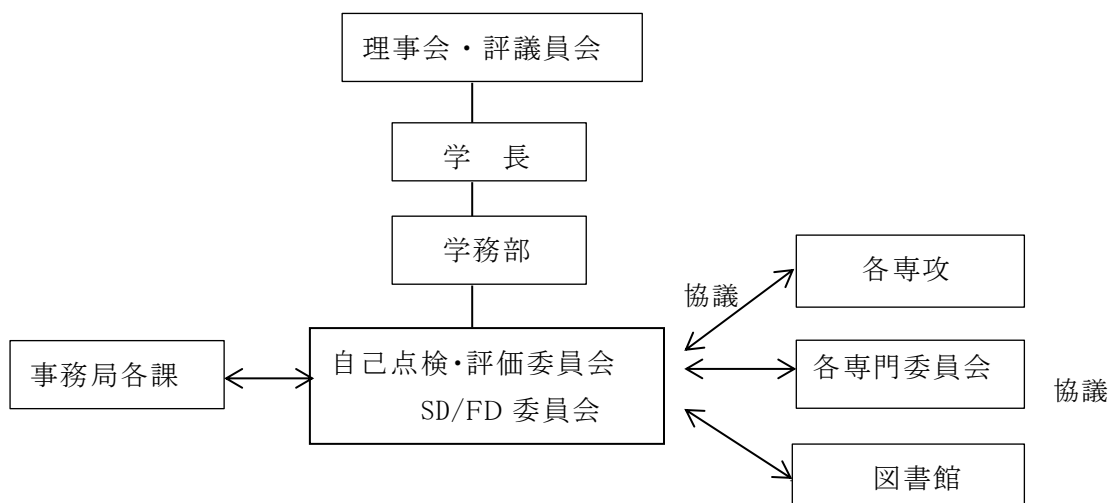 理事会・評議員会
学 長
学務部
各専攻
協議
事務局各課
自己点検・評価委員会
SD/FD 委員会
各専門委員会
協議
図書館